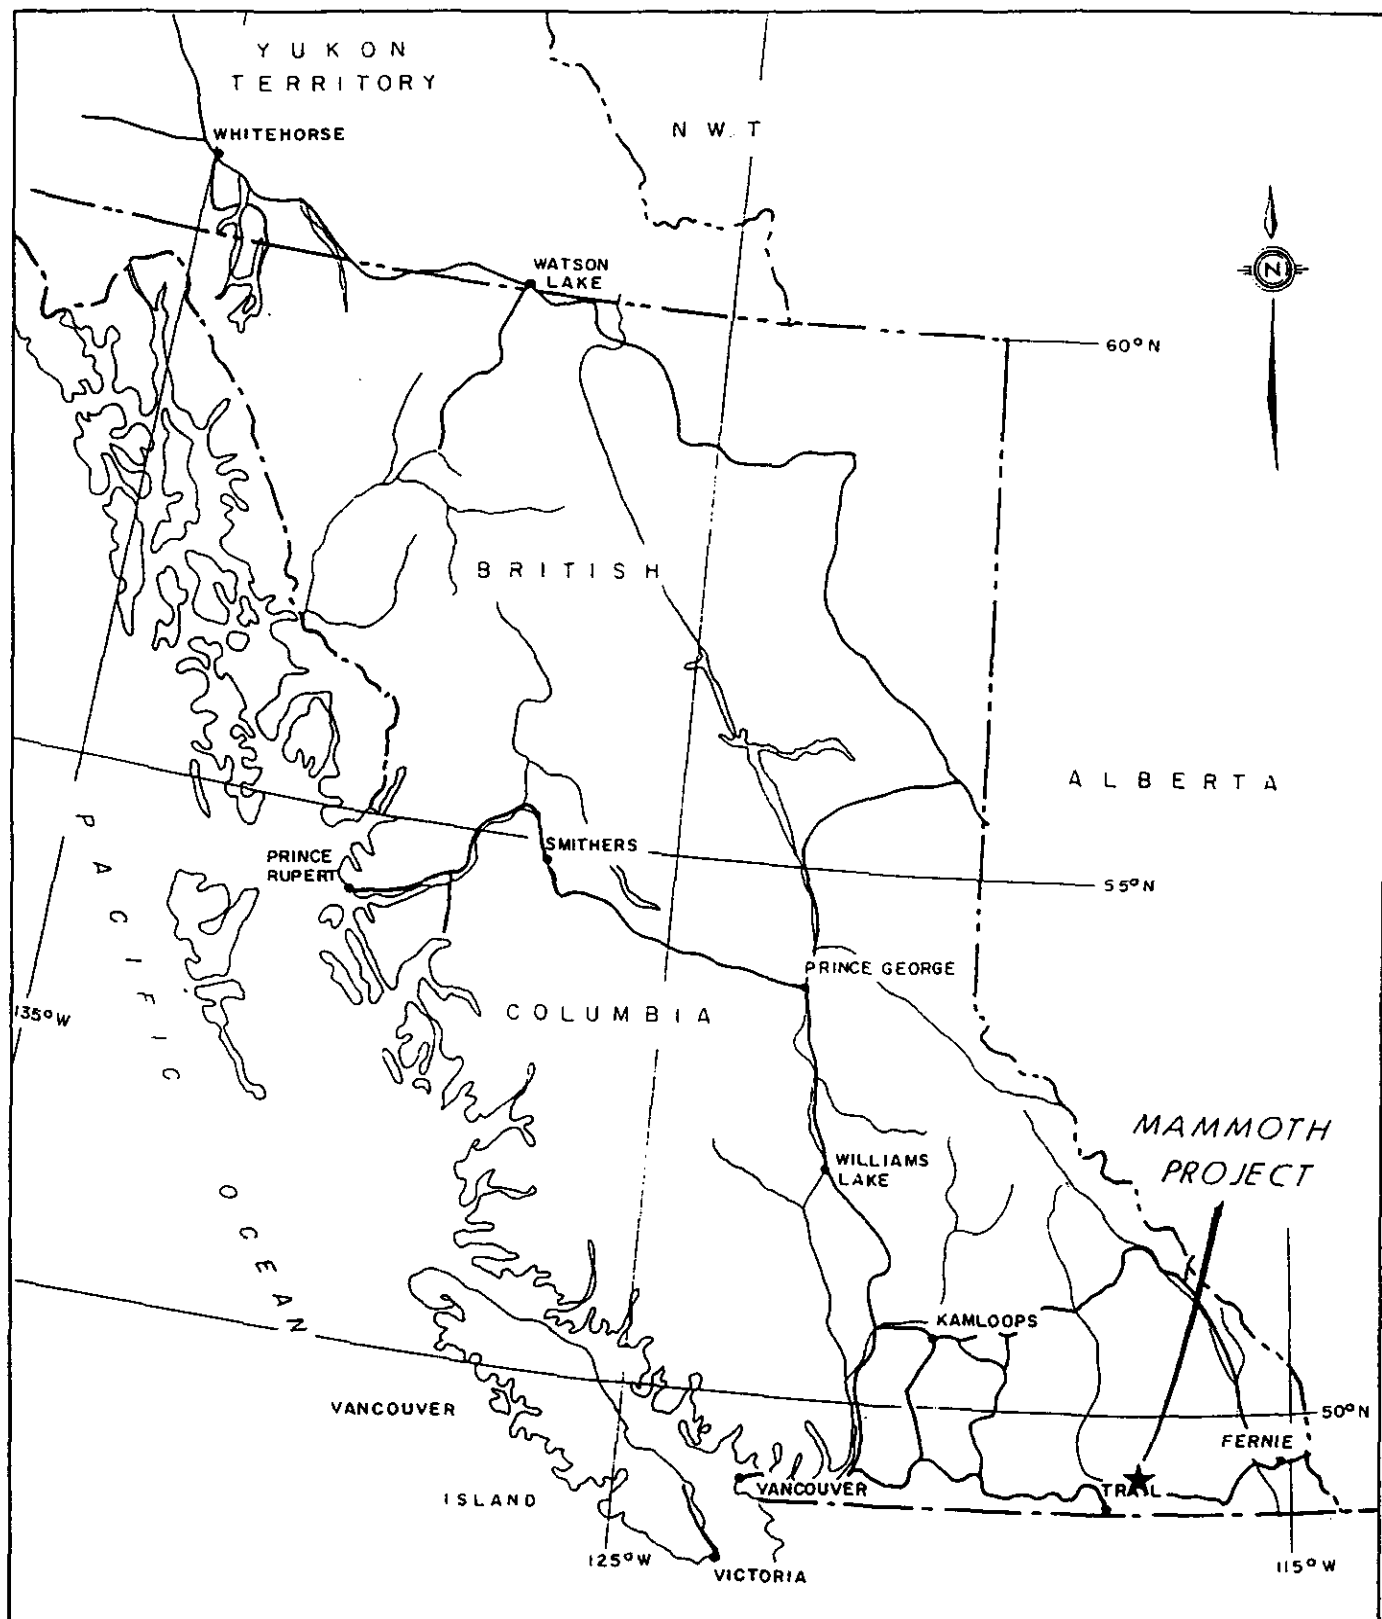 YUKON
TERRITORY
N W T
WHITEHORSE
WATSON
LAKE
N
60°N
BRITISH
ALBERTA
PACIFIC
OCEAN
PRINCE
RUPERT
SMITHERS
55°N
PRINCE GEORGE
COLUMBIA
135°W
MAMMOTH
PROJECT
WILLIAMS
LAKE
KAMLOOPS
VANCOUVER
ISLAND
50°N
FERNIE
VANCOUVER
TRAIL
125°W
VICTORIA
115°W